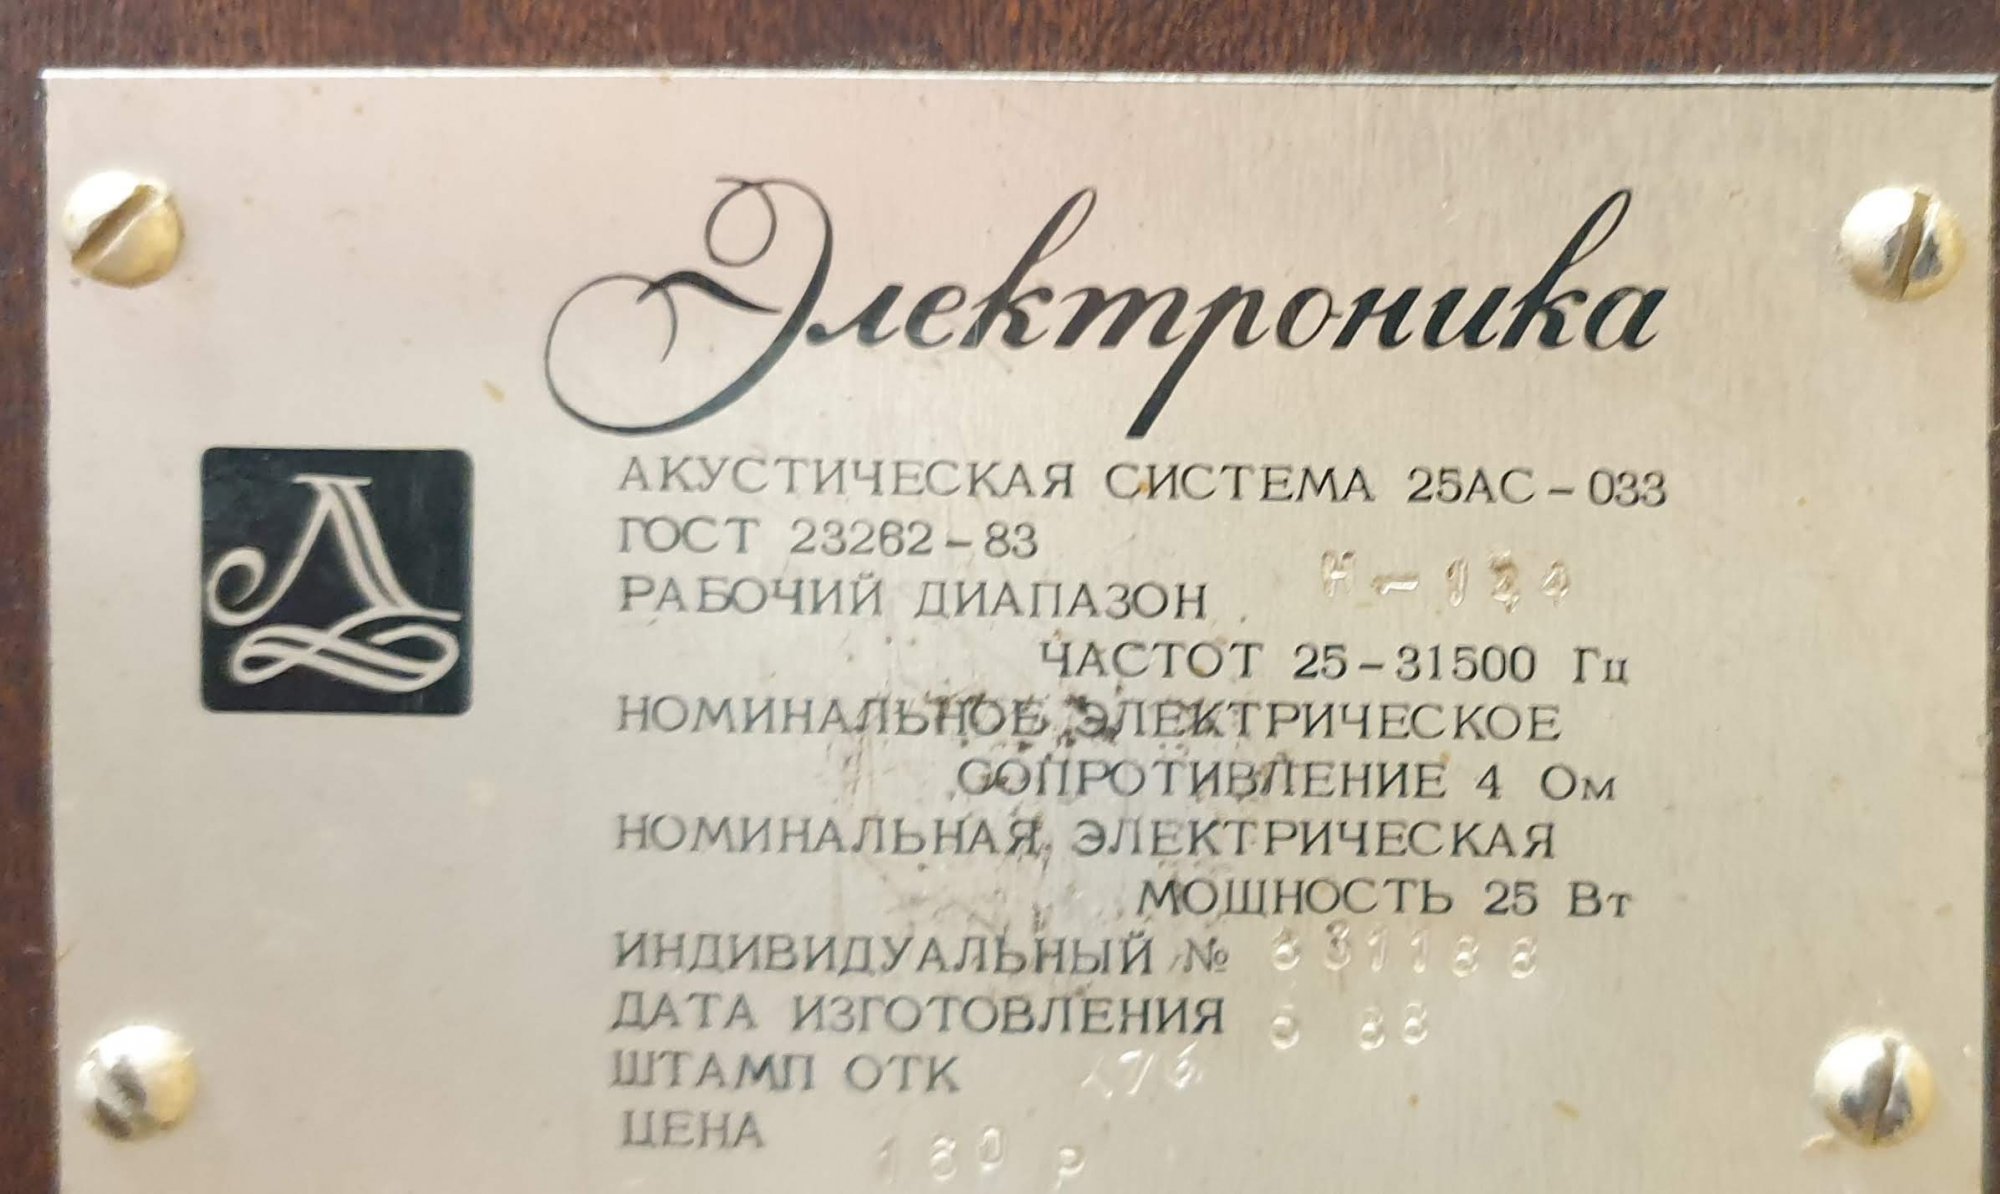 Электроника
АКУСТИЧЕСКАЯ СИСТЕМА 25АС-033
ГОСТ 23262-83
РАБОЧИЙ ДИАПАЗОН
ЧАСТОТ 25-31500 Гц
НОМИНАЛЬНОЕ ЭЛЕКТРИЧЕСКОЕ
СОПРОТИВЛЕНИЕ 4 Ом
НОМИНАЛЬНАЯ ЭЛЕКТРИЧЕСКАЯ
МОЩНОСТЬ 25 Вт
ИНДИВИДУАЛЬНЫЙ №
ДАТА ИЗГОТОВЛЕНИЯ
ШТАМП ОТК
ЦЕНА